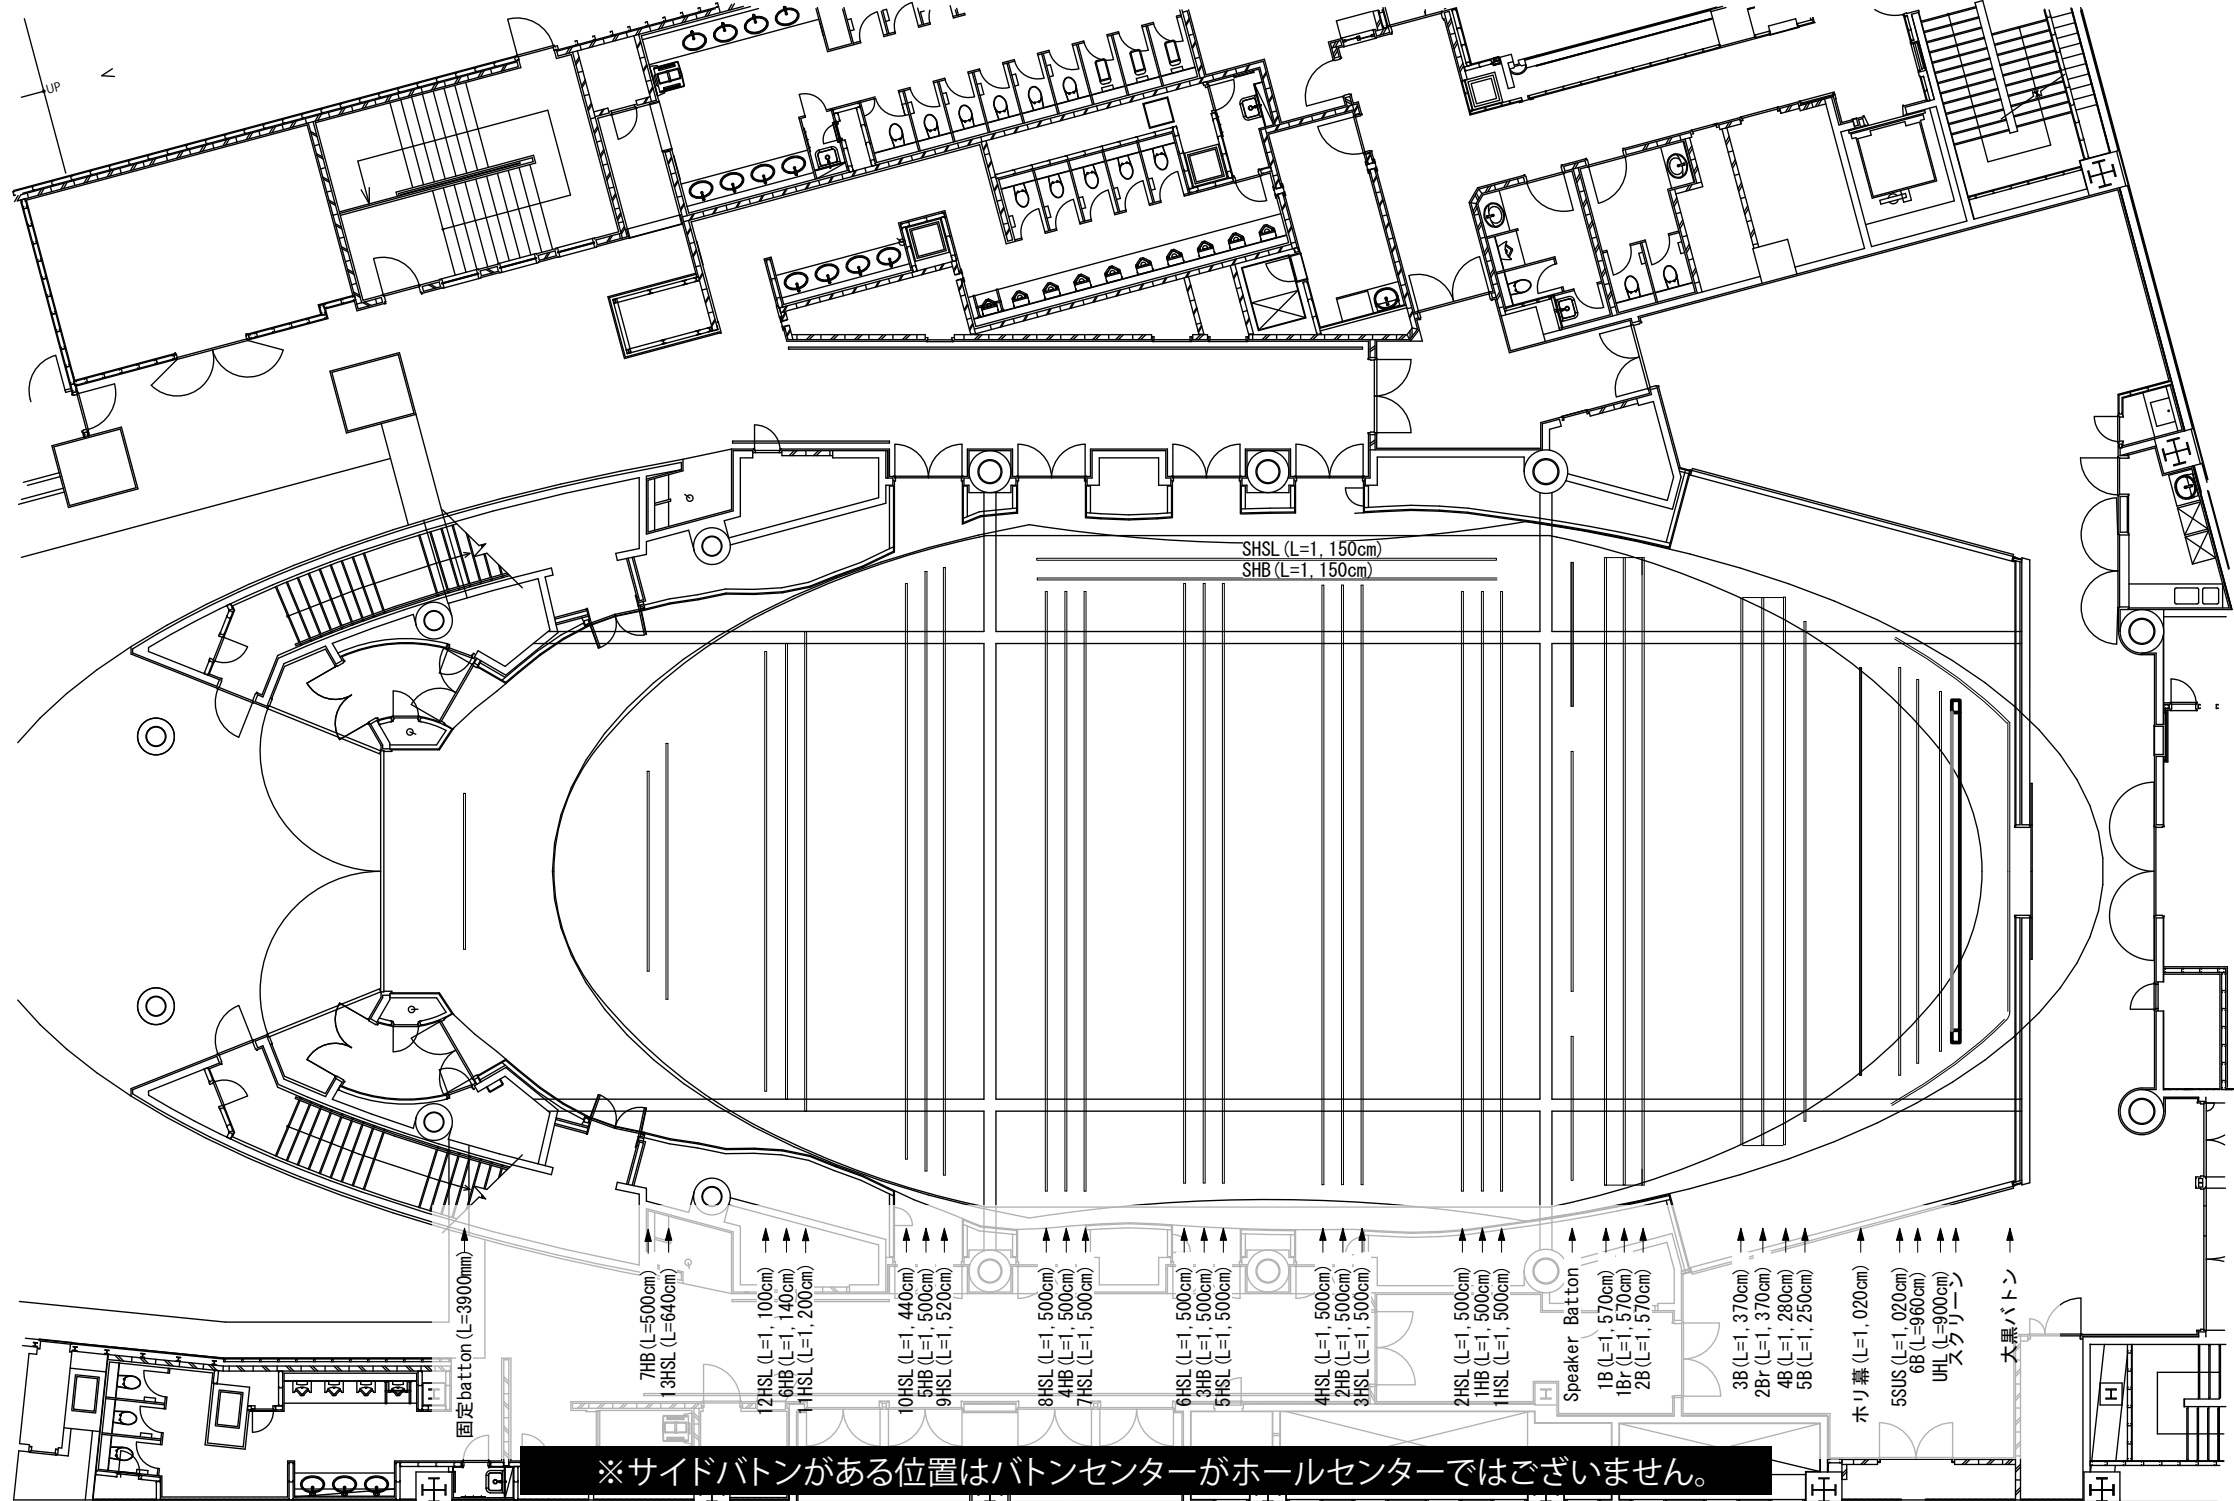 UP
SHSL(L=1,150cm)
SHB(L=1,150cm)
固定batton(L=3900mm)
7HB(L=500cm)
13HSL(L=640cm)
12HSL(L=1,100cm)
6HB(L=1,140cm)
11HSL(L=1,200cm)
10HSL(L=1,440cm)
5HB(L=1,500cm)
9HSL(L=1,520cm)
8HSL(L=1,500cm)
4HB(L=1,500cm)
7HSL(L=1,500cm)
6HSL(L=1,500cm)
3HB(L=1,500cm)
5HSL(L=1,500cm)
4HSL(L=1,500cm)
2HB(L=1,500cm)
3HSL(L=1,500cm)
2HSL(L=1,500cm)
1HB(L=1,500cm)
1HSL(L=1,500cm)
Speaker Batton
1B(L=1,570cm)
1Br(L=1,570cm)
2B(L=1,570cm)
3B(L=1,370cm)
2Br(L=1,370cm)
4B(L=1,280cm)
5B(L=1,250cm)
ホリ幕(L=1,020cm)
5SUS(L=1,020cm)
6B(L=960cm)
UHL(L=900cm)
スクリーン
大黒バトン
※サイドバトンがある位置はバトンセンターがホールセンターではございません。